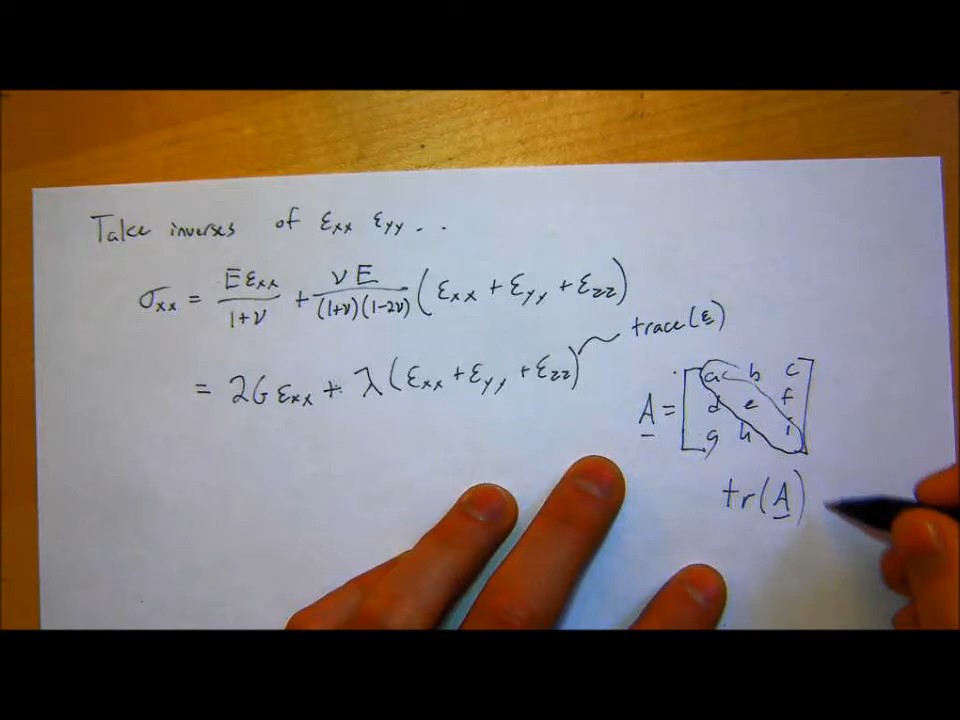 Take inverses of εxx εyy . .
σxx = Eεxx/(1+ν) + νE/((1+ν)(1-2ν)) (εxx + εyy + εzz)
trace(ε)
= 2G εxx + λ(εxx + εyy + εzz)
A = [a b c
d e f
g h i]
tr(A)